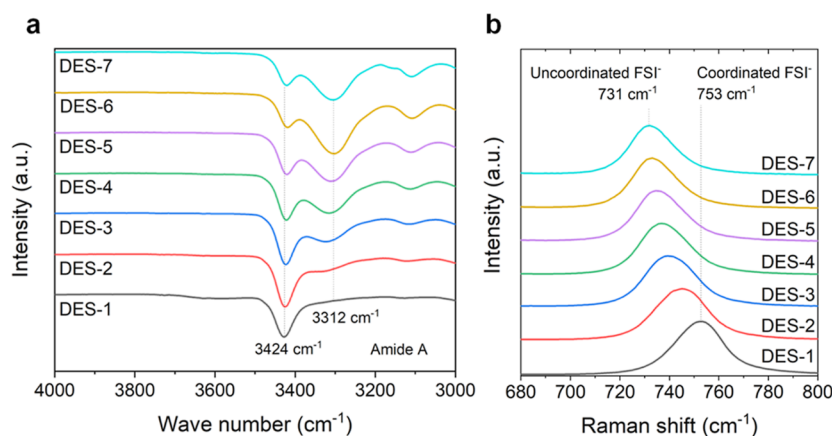 a
DES-7
DES-6
DES-5
DES-4
DES-3
DES-2
DES-1
3312 cm⁻¹
3424 cm⁻¹
Amide A
4000 3800 3600 3400 3200 3000
Wave number (cm⁻¹)
Intensity (a.u.)
b
Uncoordinated FSI⁻
731 cm⁻¹
Coordinated FSI⁻
753 cm⁻¹
DES-7
DES-6
DES-5
DES-4
DES-3
DES-2
DES-1
680 700 720 740 760 780 800
Raman shift (cm⁻¹)
Intensity (a.u.)